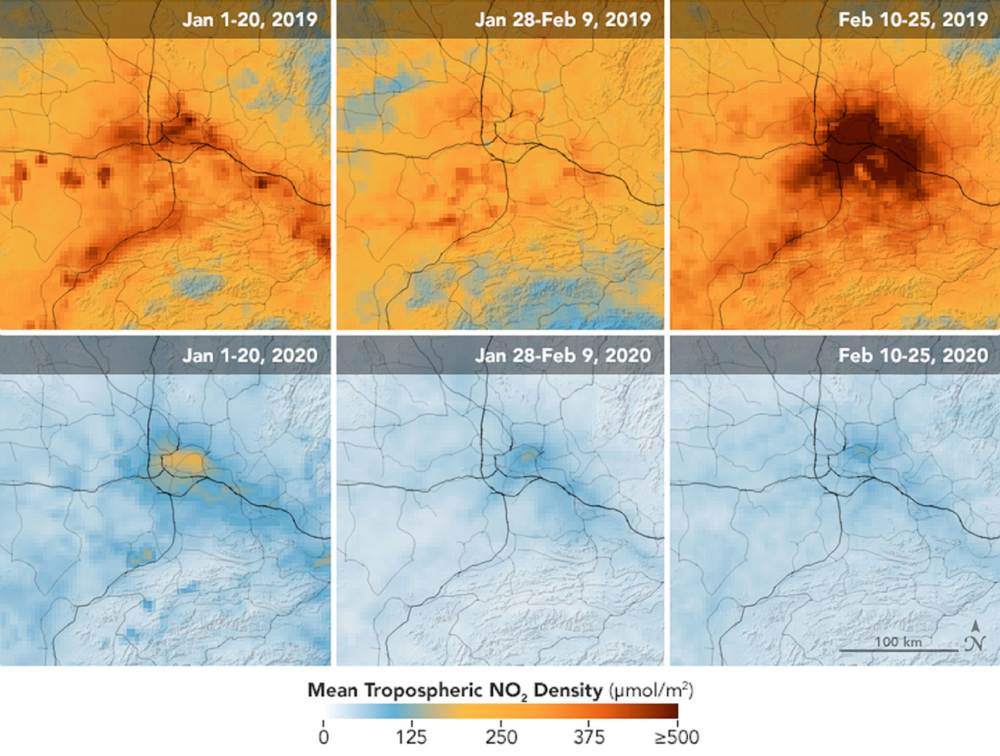 Jan 1-20, 2019
Jan 28-Feb 9, 2019
Feb 10-25, 2019
Jan 1-20, 2020
Jan 28-Feb 9, 2020
Feb 10-25, 2020
100 km
N
Mean Tropospheric NO₂ Density (µmol/m²)
0 125 250 375 ≥500